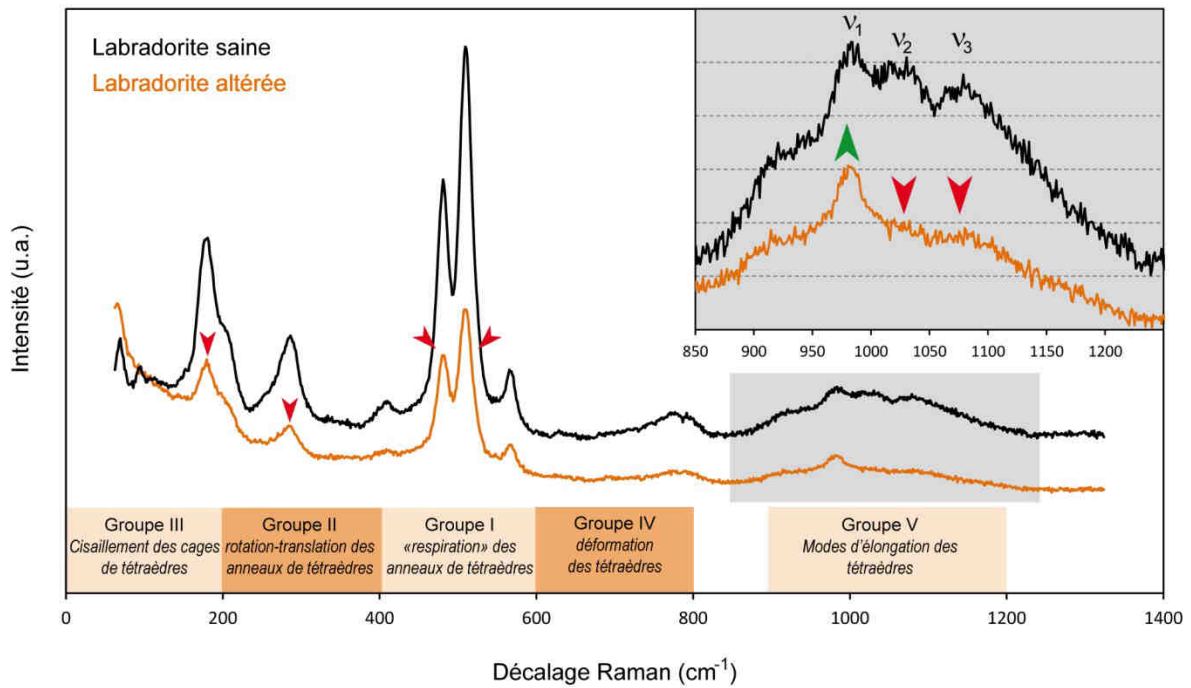 Labradorite saine
Labradorite altérée
ν1
ν2
ν3
850 900 950 1000 1050 1100 1150 1200
Intensité (u.a.)
Groupe III
Cisaillement des cages
de tétraèdres
Groupe II
rotation-translation des
anneaux de tétraèdres
Groupe I
«respiration» des
anneaux de tétraèdres
Groupe IV
déformation
des tétraèdres
Groupe V
Modes d'élongation des
tétraèdres
0 200 400 600 800 1000 1200 1400
Décalage Raman (cm-1)